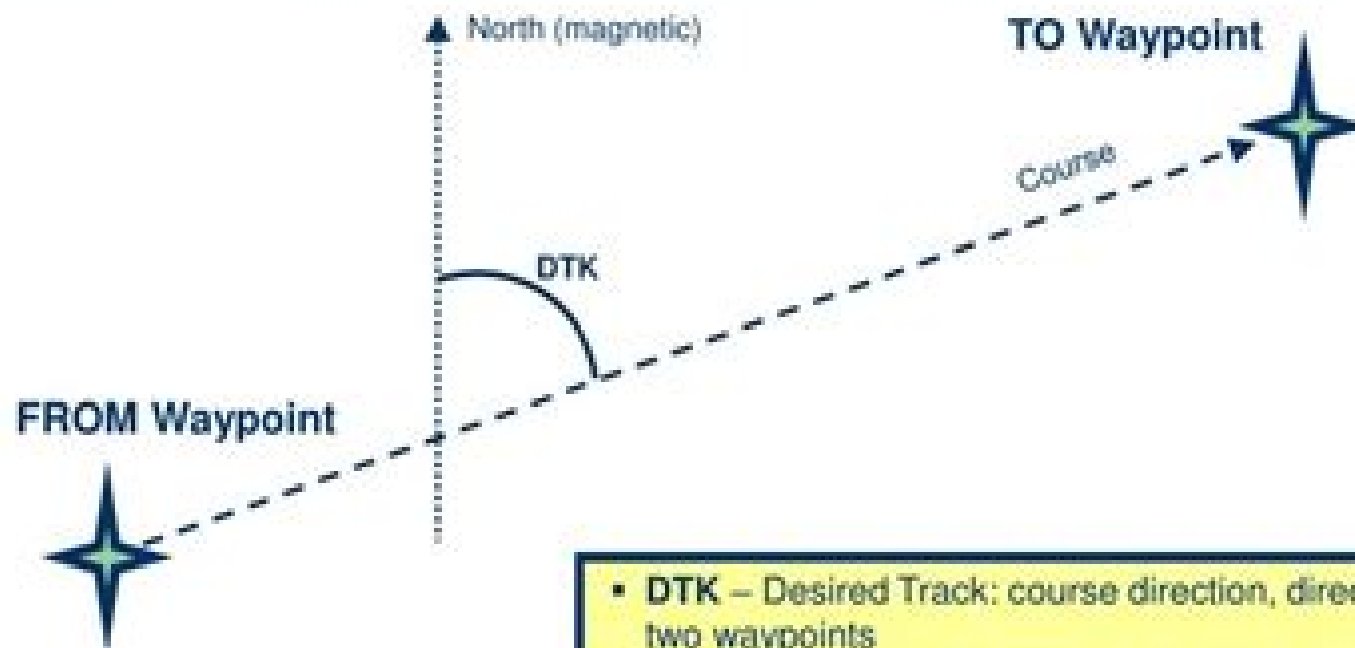 North (magnetic)
TO Waypoint
Course
DTK
FROM Waypoint
▪ DTK – Desired Track: course direction,
two waypoints